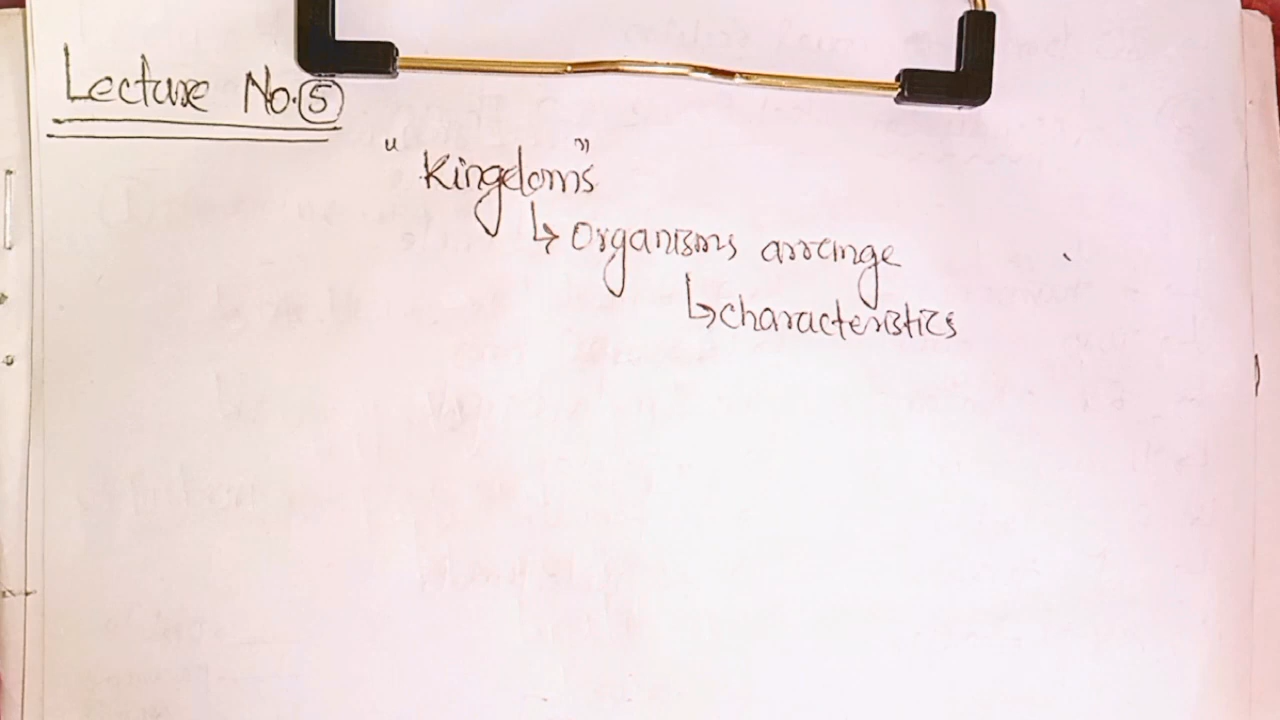 Lecture No.⑤
"Kingdoms"
↳ Organisms arrange
↳ characteristics